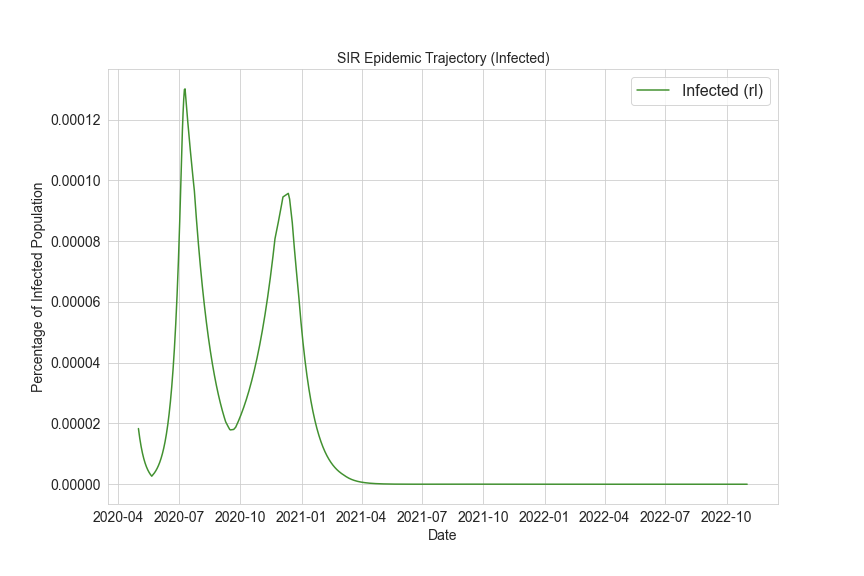 SIR Epidemic Trajectory (Infected)
Infected (rI)
Percentage of Infected Population
0.00012
0.00010
0.00008
0.00006
0.00004
0.00002
0.00000
2020-04 2020-07 2020-10 2021-01 2021-04 2021-07 2021-10 2022-01 2022-04 2022-07 2022-10
Date